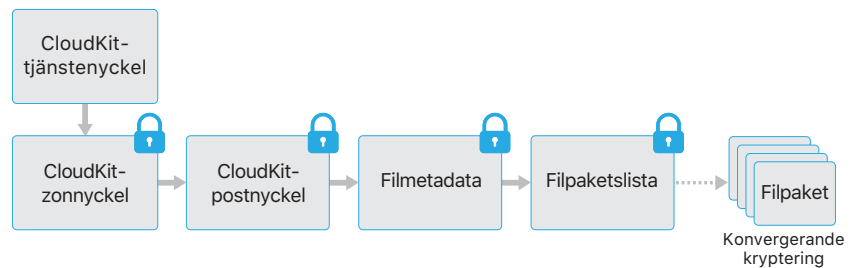 CloudKit-
tjänstenyckel
CloudKit-
zonnyckel
CloudKit-
postnyckel
Filmetadata
Filpaketslista
Filpaket
Konvergerande
kryptering